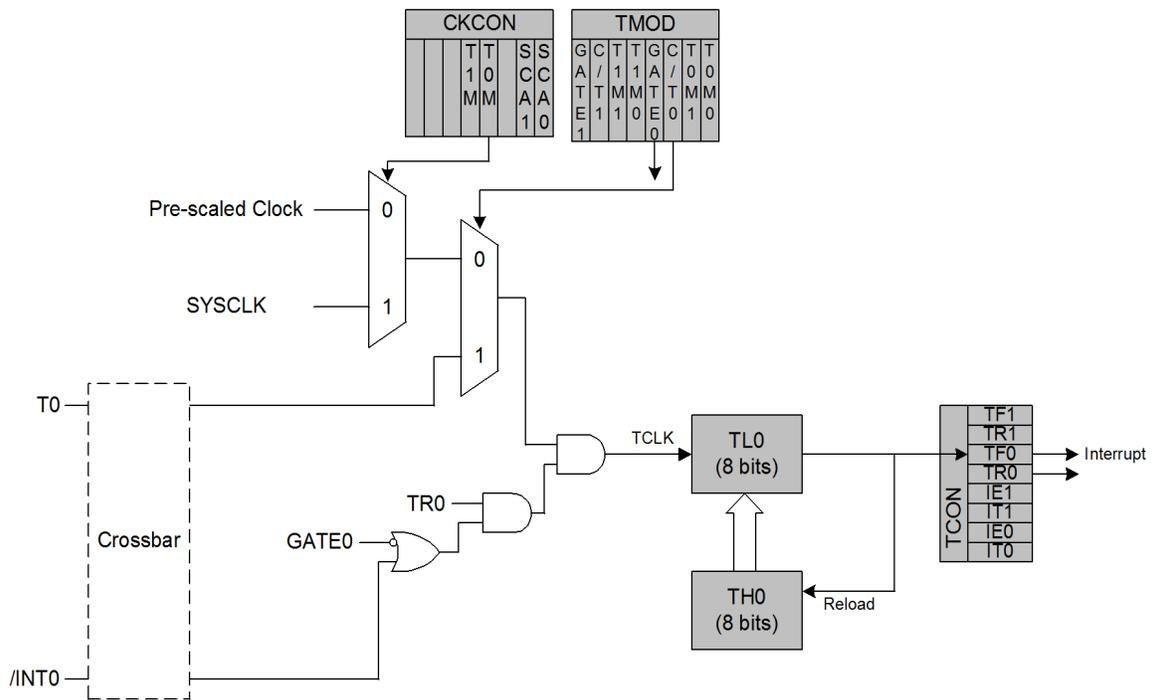 CKCON
TMOD
T1M
T0M
SCA1
SCA0
GATE1
C/T1
T1M1
T1M0
GATE0
C/T0
T0M1
T0M0
Pre-scaled Clock
0
SYSCLK
1
0
1
T0
Crossbar
/INT0
TR0
GATE0
TCLK
TL0
(8 bits)
TH0
(8 bits)
Reload
TCON
TF1
TR1
TF0
TR0
IE1
IT1
IE0
IT0
Interrupt